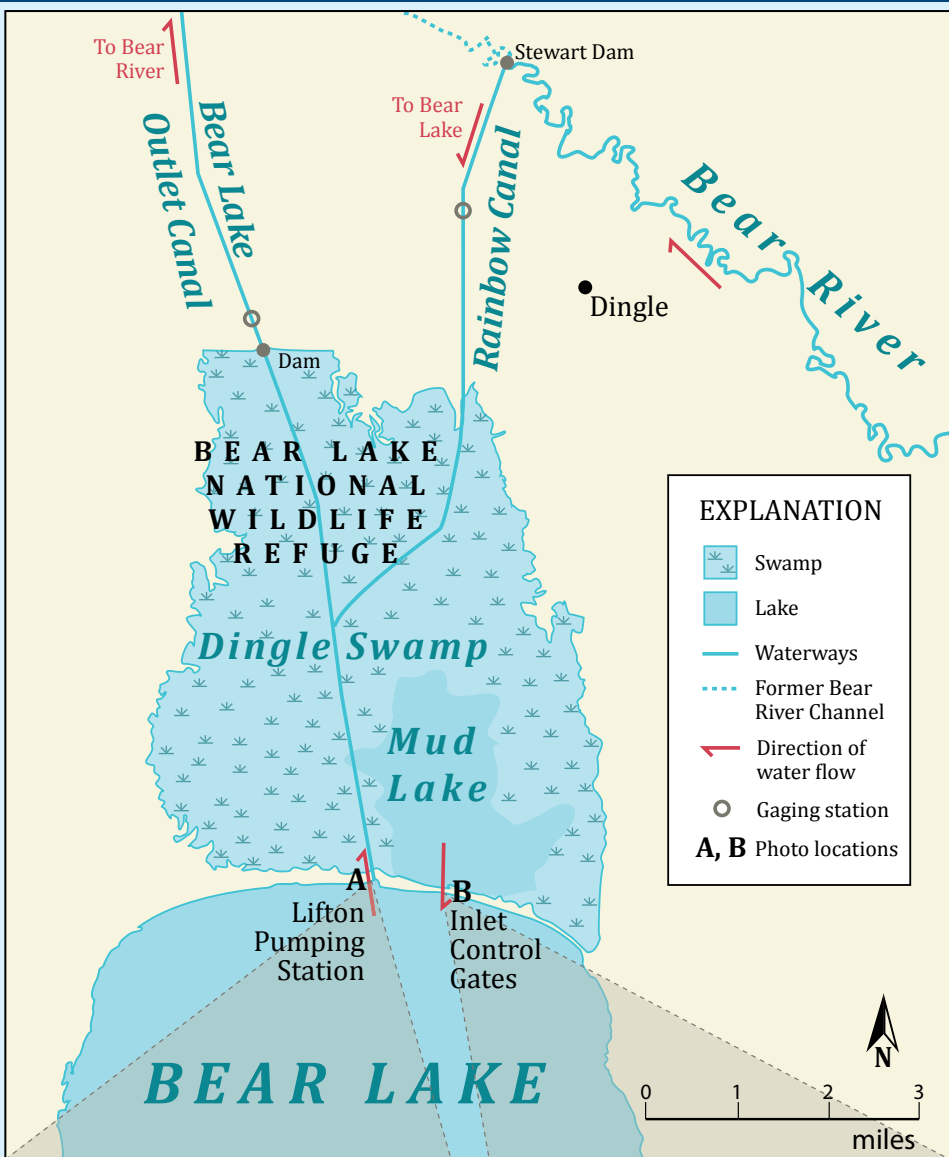 To Bear
River
Bear Lake
Outlet Canal
To Bear
Lake
Stewart Dam
Rainbow Canal
Bear River
Dingle
Dam
BEAR LAKE
NATIONAL
WILDLIFE
REFUGE
Dingle Swamp
Mud
Lake
A
Lifton
Pumping
Station
B
Inlet
Control
Gates
BEAR LAKE
EXPLANATION
Swamp
Lake
Waterways
Former Bear
River Channel
Direction of
water flow
Gaging station
A, B Photo locations
N
0 1 2 3
miles